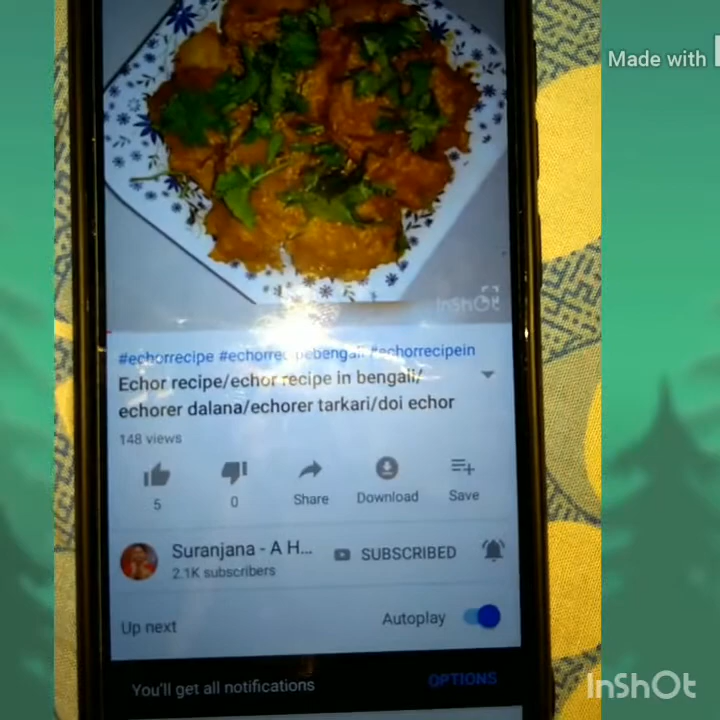 Made with
InShOt
#echorrecipe #echorrecipebengali #echorrecipein
Echor recipe/echor recipe in bengali/
echorer dalana/echorer tarkari/doi echor
148 views
5
0
Share
Download
Save
Suranjana - A H...
SUBSCRIBED
2.1K subscribers
Up next
Autoplay
You'll get all notifications
OPTIONS
InShOt